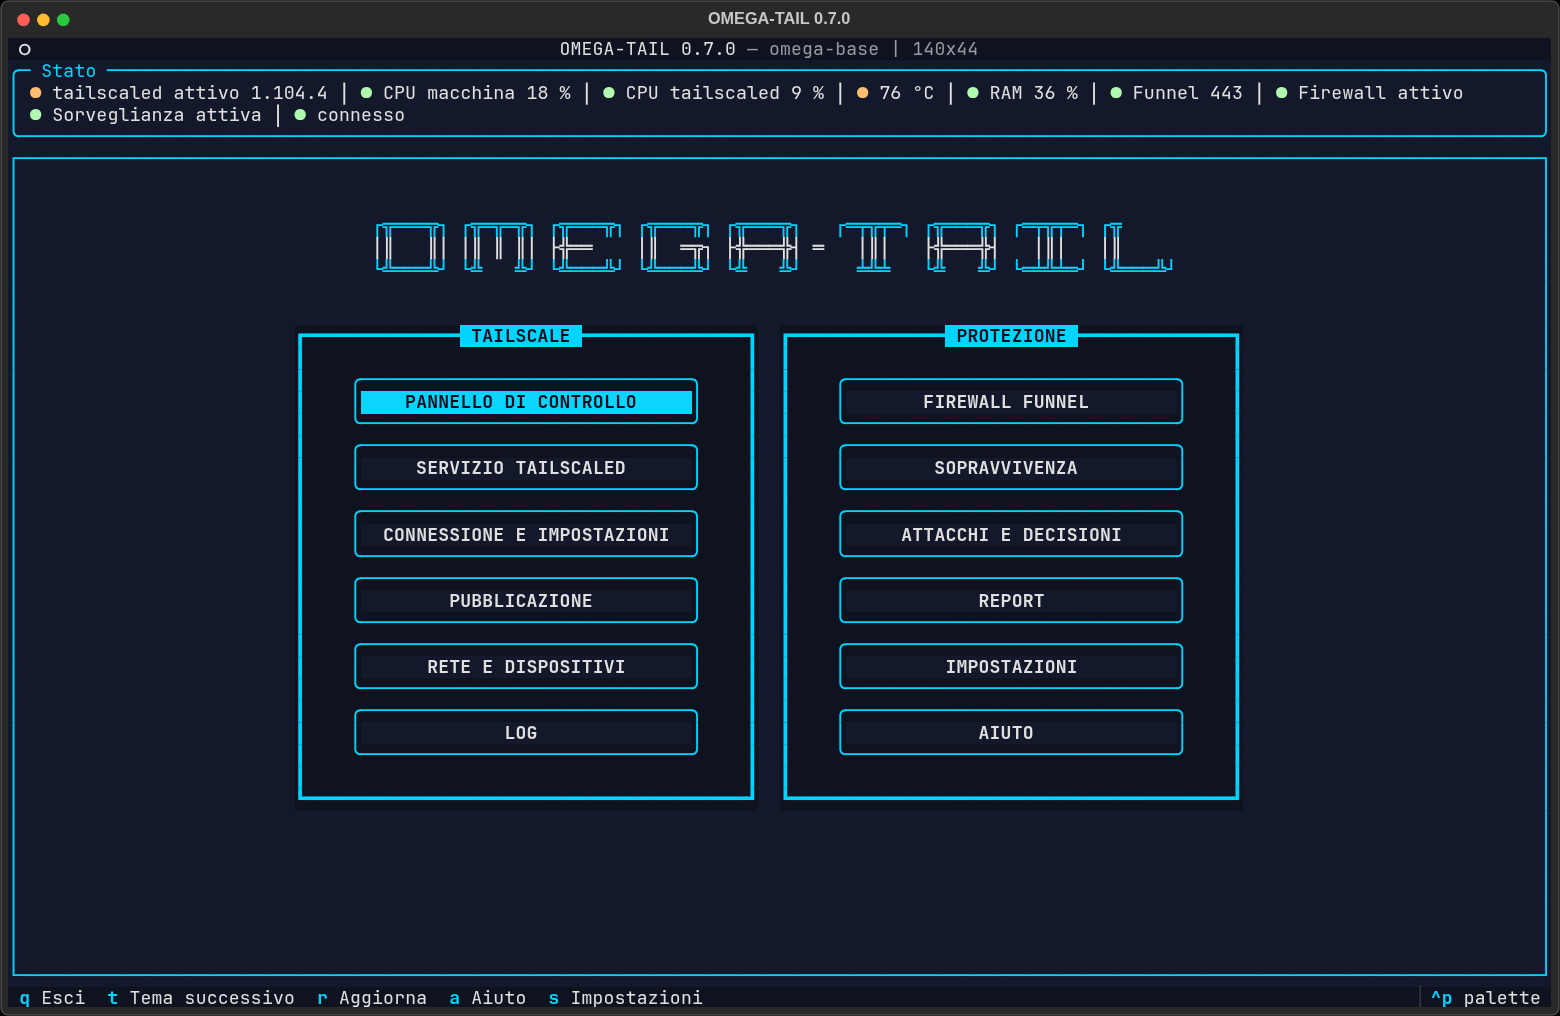 OMEGA-TAIL 0.7.0
OMEGA-TAIL 0.7.0 — omega-base | 140x44
Stato
tailscaled attivo 1.104.4 │ ● CPU macchina 18 % │ ● CPU tailscaled 9 % │ ● 76 °C │ ● RAM 36 % │ ● Funnel 443 │ ● Firewall attivo
Sorveglianza attiva │ ● connesso
OMEGA-TAIL
TAILSCALE
PANNELLO DI CONTROLLO
SERVIZIO TAILSCALED
CONNESSIONE E IMPOSTAZIONI
PUBBLICAZIONE
RETE E DISPOSITIVI
LOG
PROTEZIONE
FIREWALL FUNNEL
SOPRAVVIVENZA
ATTACCHI E DECISIONI
REPORT
IMPOSTAZIONI
AIUTO
q Esci t Tema successivo r Aggiorna a Aiuto s Impostazioni ^p palette